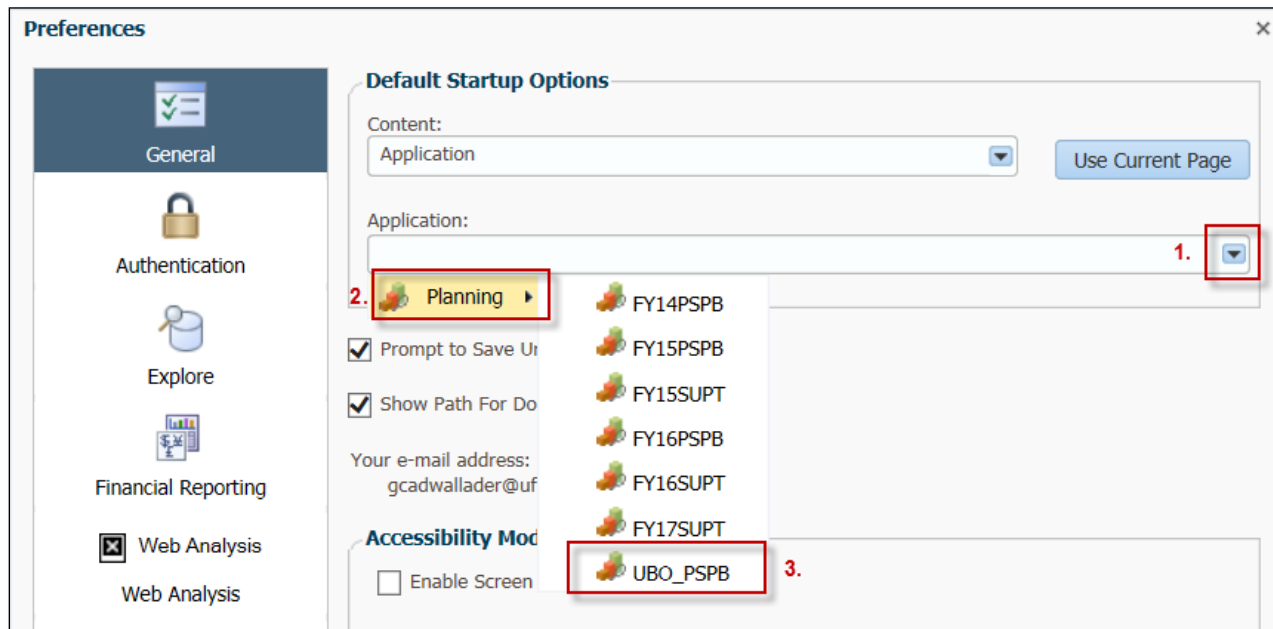 Preferences
General
Authentication
Explore
Financial Reporting
Web Analysis
Web Analysis
Default Startup Options
Content:
Application
Use Current Page
Application:
1.
2. Planning
FY14PSPB
FY15PSPB
FY15SUPT
FY16PSPB
FY16SUPT
FY17SUPT
UBO_PSPB 3.
Prompt to Save
Show Path For Do
Your e-mail address:
gcadwallader@uf
Accessibility Mod
Enable Screen